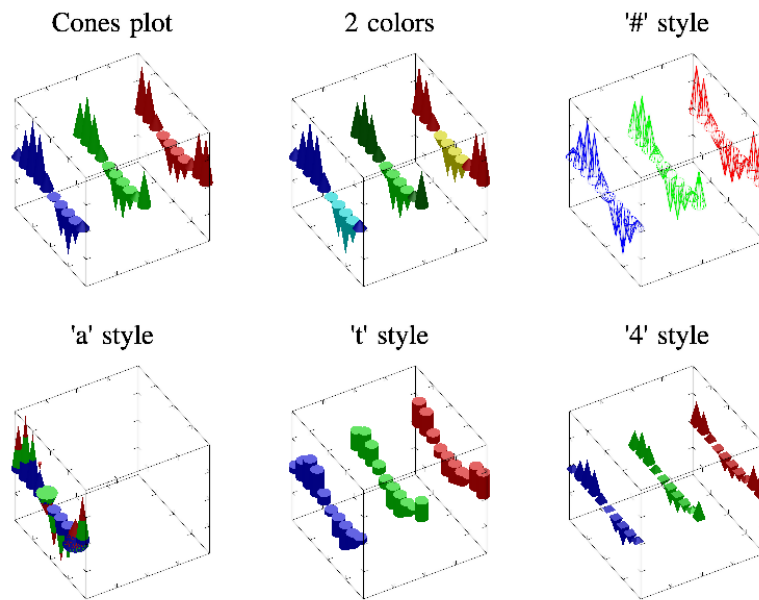 Cones plot
2 colors
'#' style
'a' style
't' style
'4' style